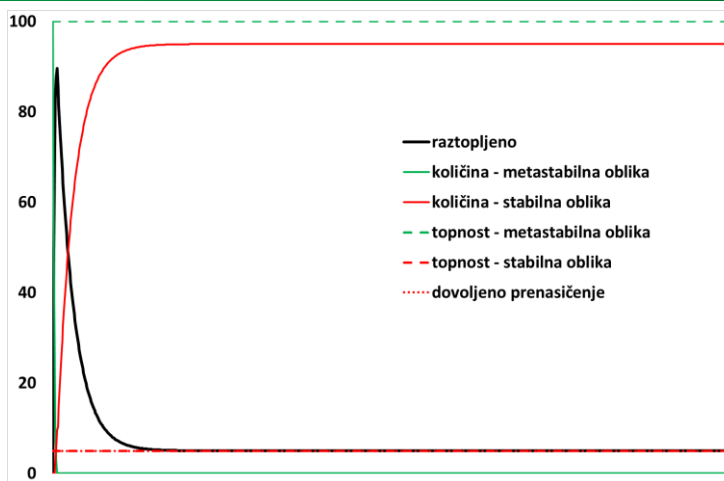 100
80
60
40
20
0
raztopljeno
količina - metastabilna oblika
količina - stabilna oblika
topnost - metastabilna oblika
topnost - stabilna oblika
dovoljeno prenasičenje